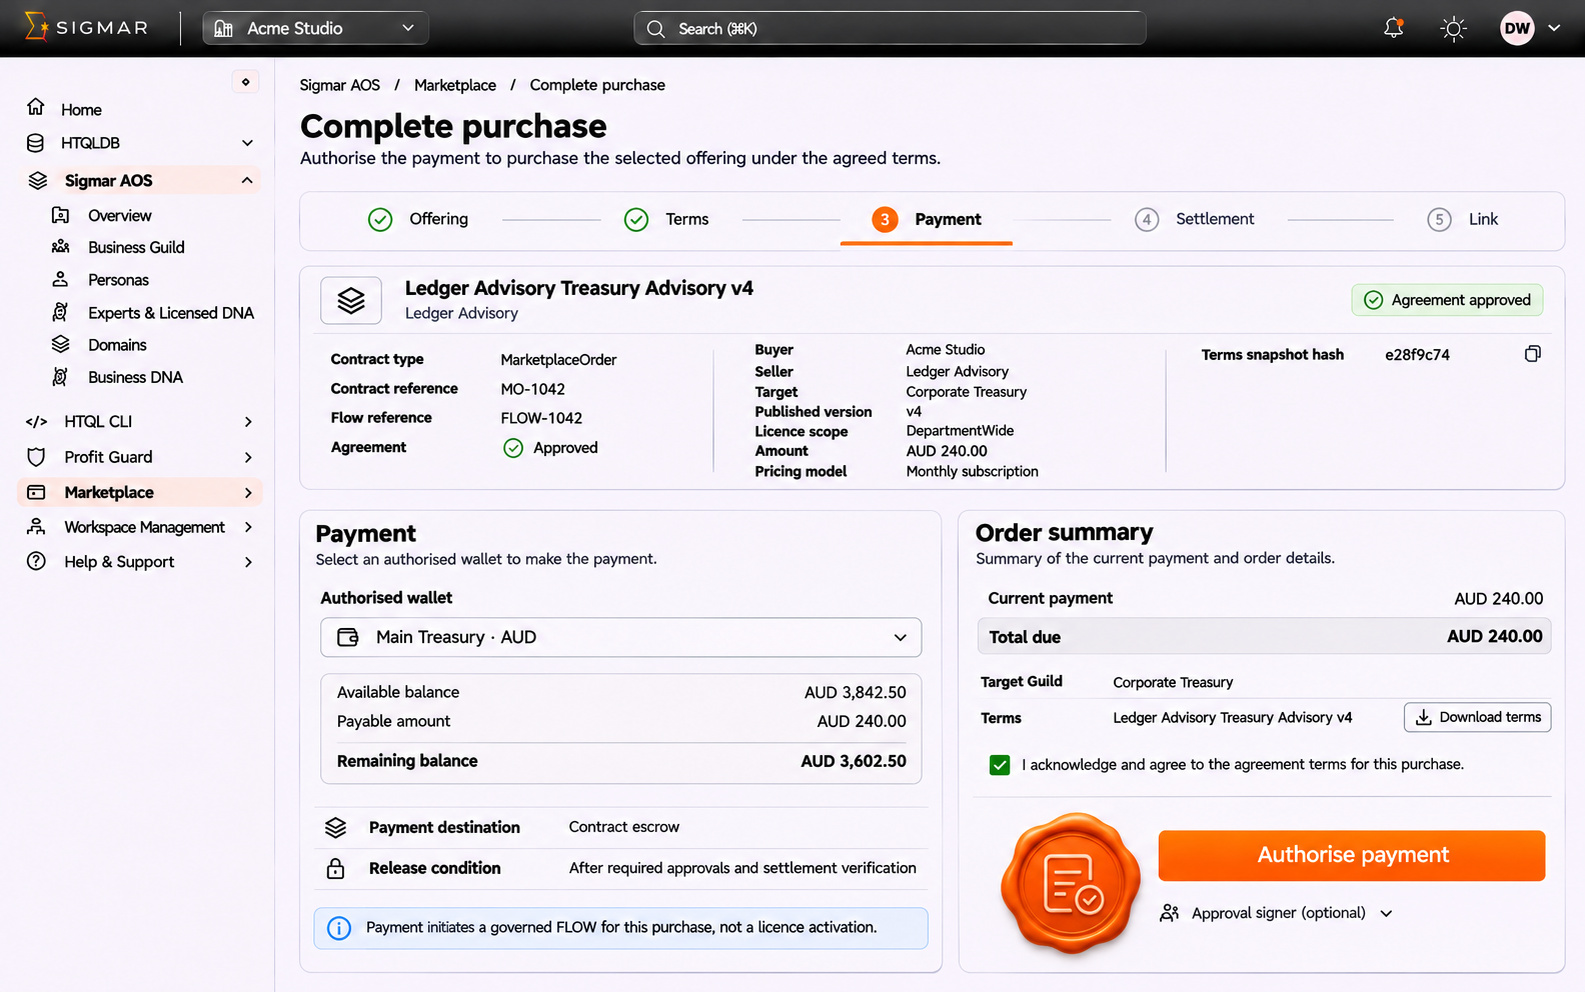 SIGMAR
Acme Studio
Search (⌘K)
DW
Home
HTQLDB
Sigmar AOS
Overview
Business Guild
Personas
Experts & Licensed DNA
Domains
Business DNA
HTQL CLI
Profit Guard
Marketplace
Workspace Management
Help & Support
Sigmar AOS / Marketplace / Complete purchase
Complete purchase
Authorise the payment to purchase the selected offering under the agreed terms.
Offering
Terms
3 Payment
4 Settlement
5 Link
Ledger Advisory Treasury Advisory v4
Ledger Advisory
Agreement approved
Contract type MarketplaceOrder
Contract reference MO-1042
Flow reference FLOW-1042
Agreement Approved
Buyer Acme Studio
Seller Ledger Advisory
Target Corporate Treasury
Published version v4
Licence scope DepartmentWide
Amount AUD 240.00
Pricing model Monthly subscription
Terms snapshot hash e28f9c74
Payment
Select an authorised wallet to make the payment.
Authorised wallet
Main Treasury · AUD
Available balance AUD 3,842.50
Payable amount AUD 240.00
Remaining balance AUD 3,602.50
Payment destination Contract escrow
Release condition After required approvals and settlement verification
Payment initiates a governed FLOW for this purchase, not a licence activation.
Order summary
Summary of the current payment and order details.
Current payment AUD 240.00
Total due AUD 240.00
Target Guild Corporate Treasury
Terms Ledger Advisory Treasury Advisory v4 Download terms
I acknowledge and agree to the agreement terms for this purchase.
Authorise payment
Approval signer (optional)